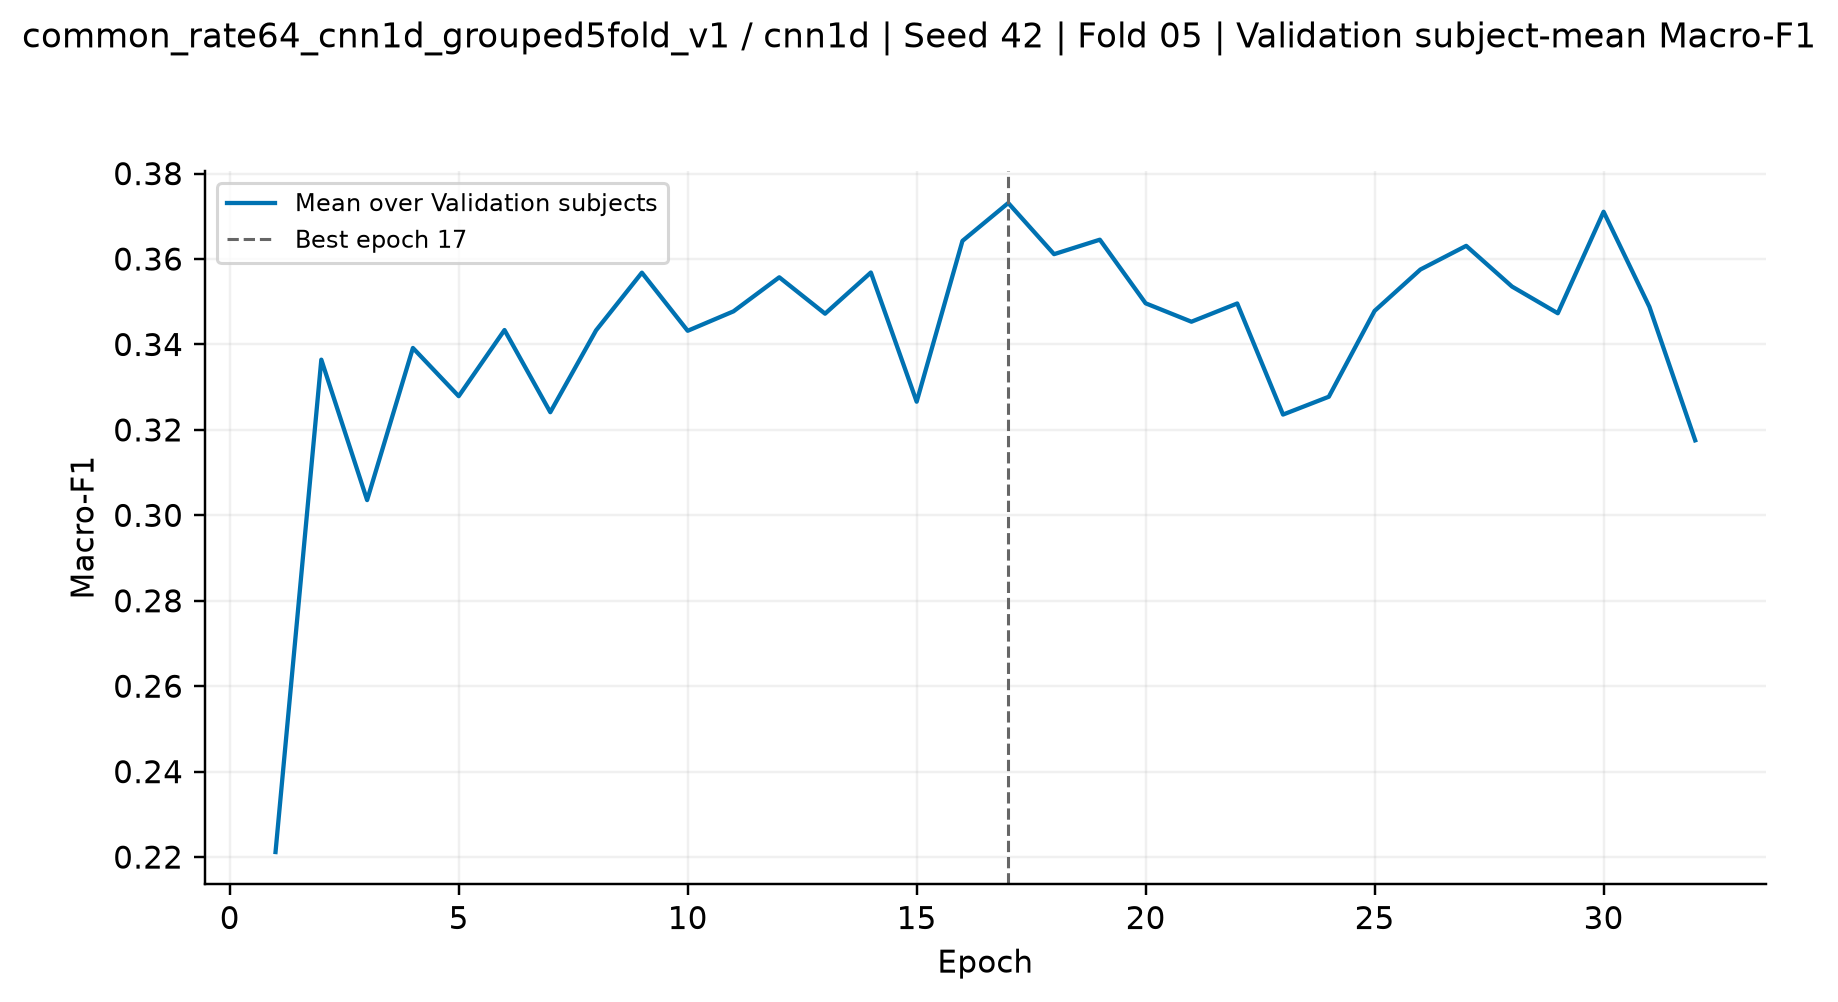 common_rate64_cnn1d_grouped5fold_v1 / cnn1d | Seed 42 | Fold 05 | Validation subject-mean Macro-F1
Mean over Validation subjects
Best epoch 17
Macro-F1
0.38
0.36
0.34
0.32
0.30
0.28
0.26
0.24
0.22
0 5 10 15 20 25 30
Epoch